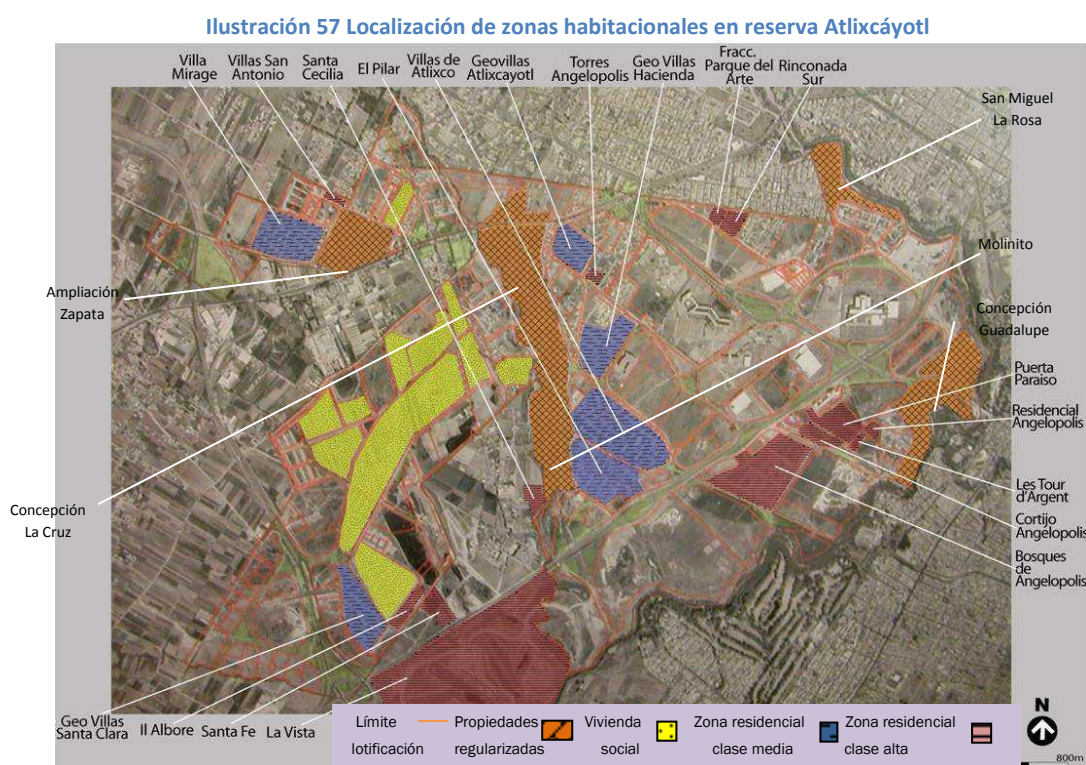 Ilustración 57 Localización de zonas habitacionales en reserva Atlixcáyotl
Villa
Mirage
Villas San
Antonio
Santa
Cecilia
El Pilar
Villas de
Atlixco
Geovillas
Atlixcayotl
Torres
Angelopolis
Geo Villas
Hacienda
Fracc.
Parque del
Arte
Rinconada
Sur
San Miguel
La Rosa
Molinito
Concepción
Guadalupe
Puerta
Paraiso
Residencial
Angelopolis
Les Tour
d'Argent
Cortijo
Angelopolis
Bosques
de
Angelopolis
Ampliación
Zapata
Concepción
La Cruz
Geo Villas
Santa Clara
Il Albore
Santa Fe
La Vista
Límite
lotificación
Propiedades
regularizadas
Vivienda
social
Zona residencial
clase media
Zona residencial
clase alta
N
800m